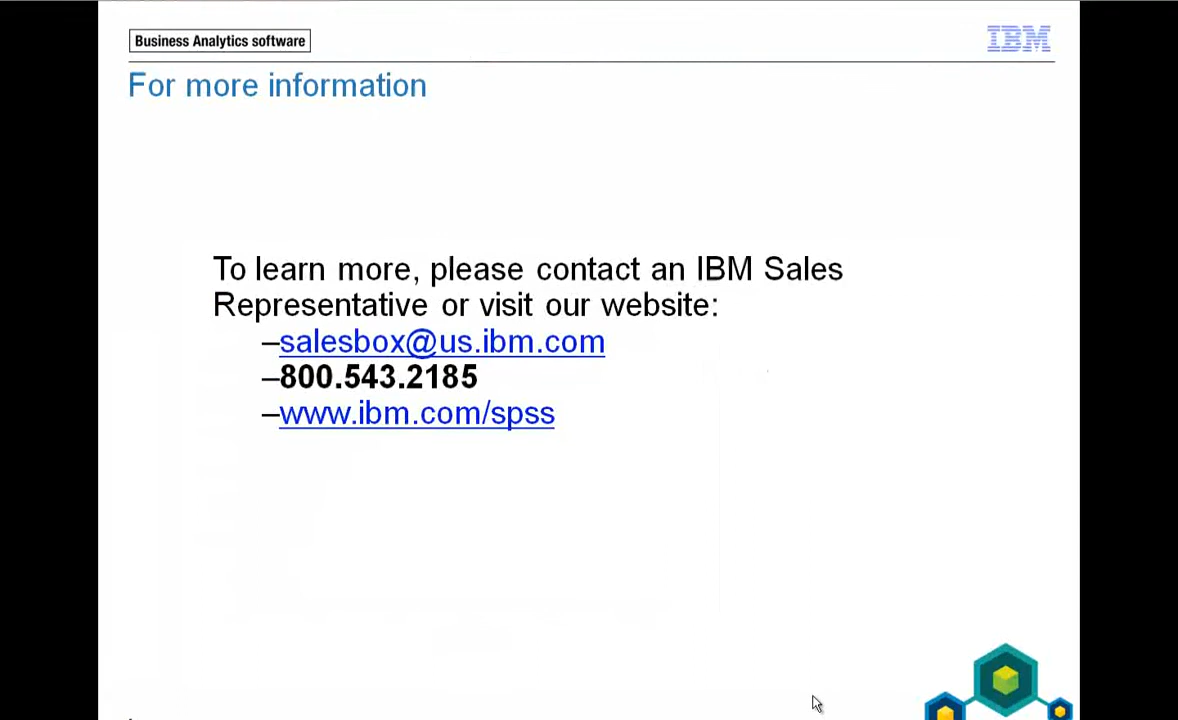 Business Analytics software
IBM
For more information
To learn more, please contact an IBM Sales
Representative or visit our website:
–salesbox@us.ibm.com
–800.543.2185
–www.ibm.com/spss